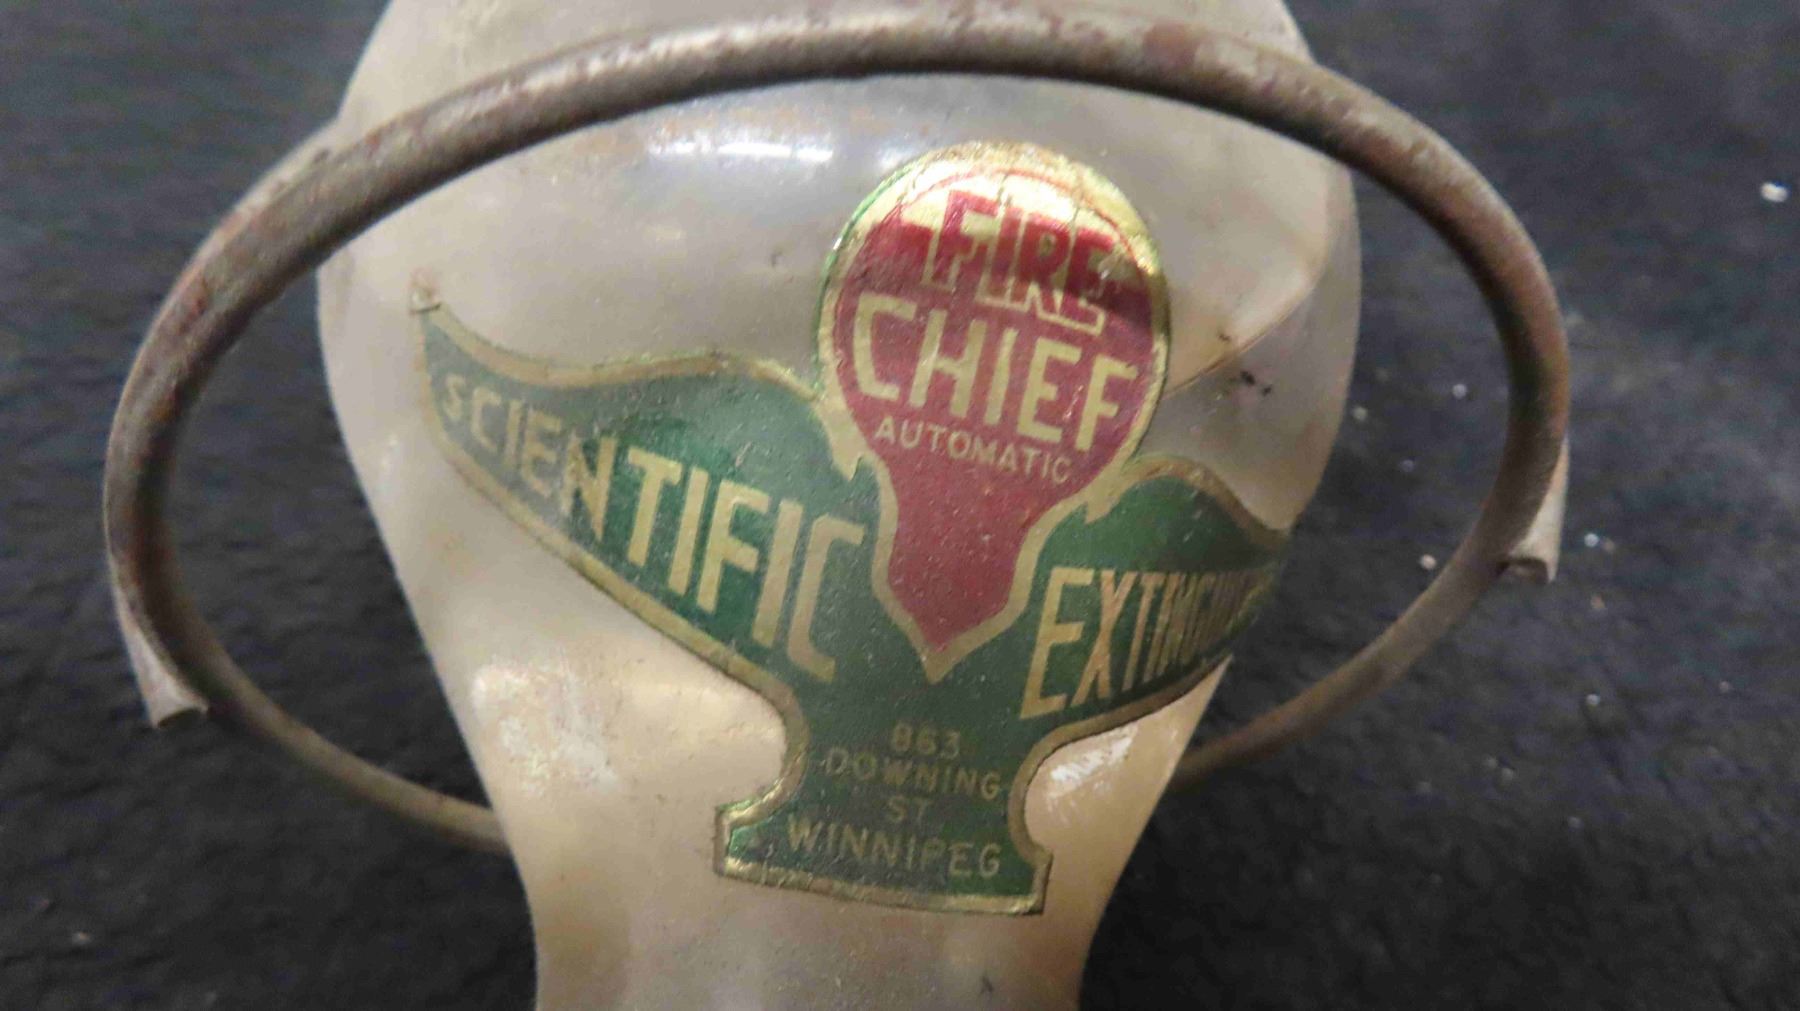 FIRE
CHIEF
AUTOMATIC
SCIENTIFIC
863
DOWNING
ST
WINNIPEG